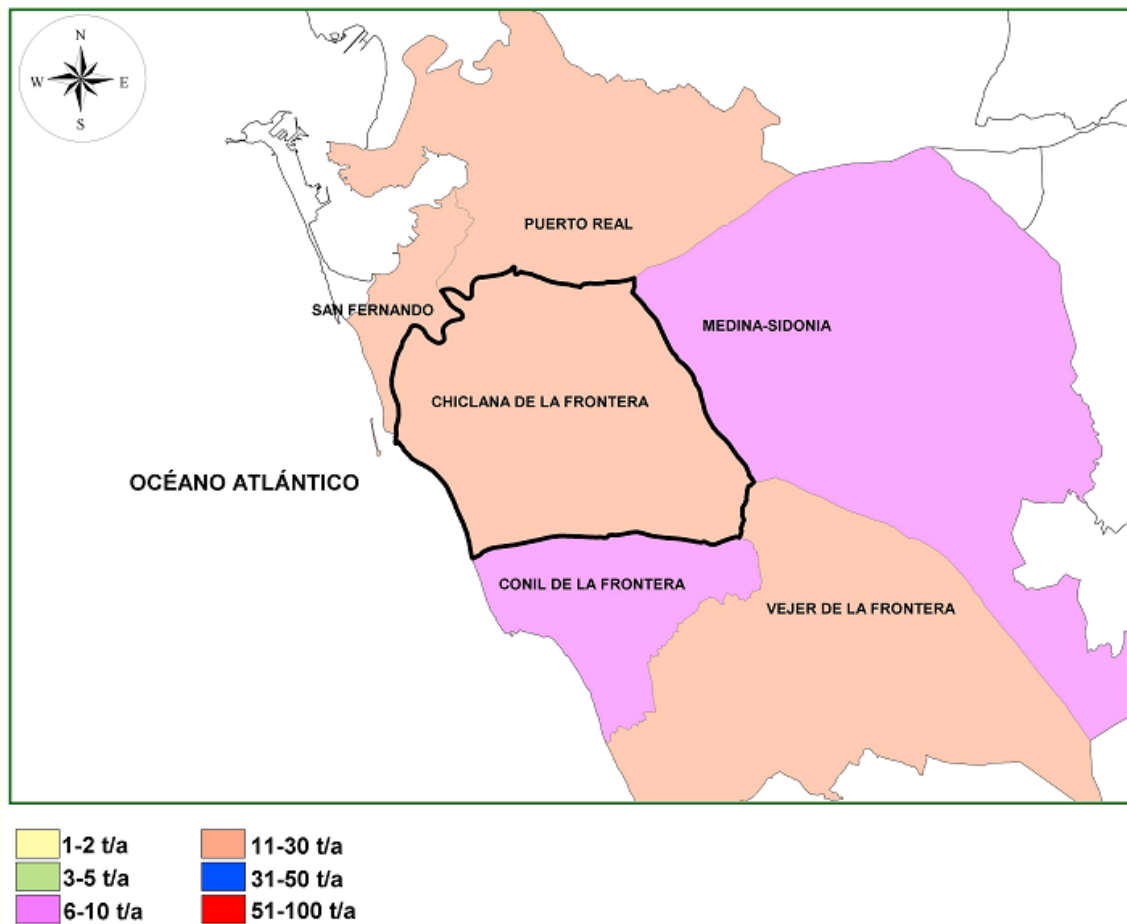 N
W E
S
PUERTO REAL
SAN FERNANDO
MEDINA-SIDONIA
CHICLANA DE LA FRONTERA
OCÉANO ATLÁNTICO
CONIL DE LA FRONTERA
VEJER DE LA FRONTERA
1-2 t/a 11-30 t/a
3-5 t/a 31-50 t/a
6-10 t/a 51-100 t/a